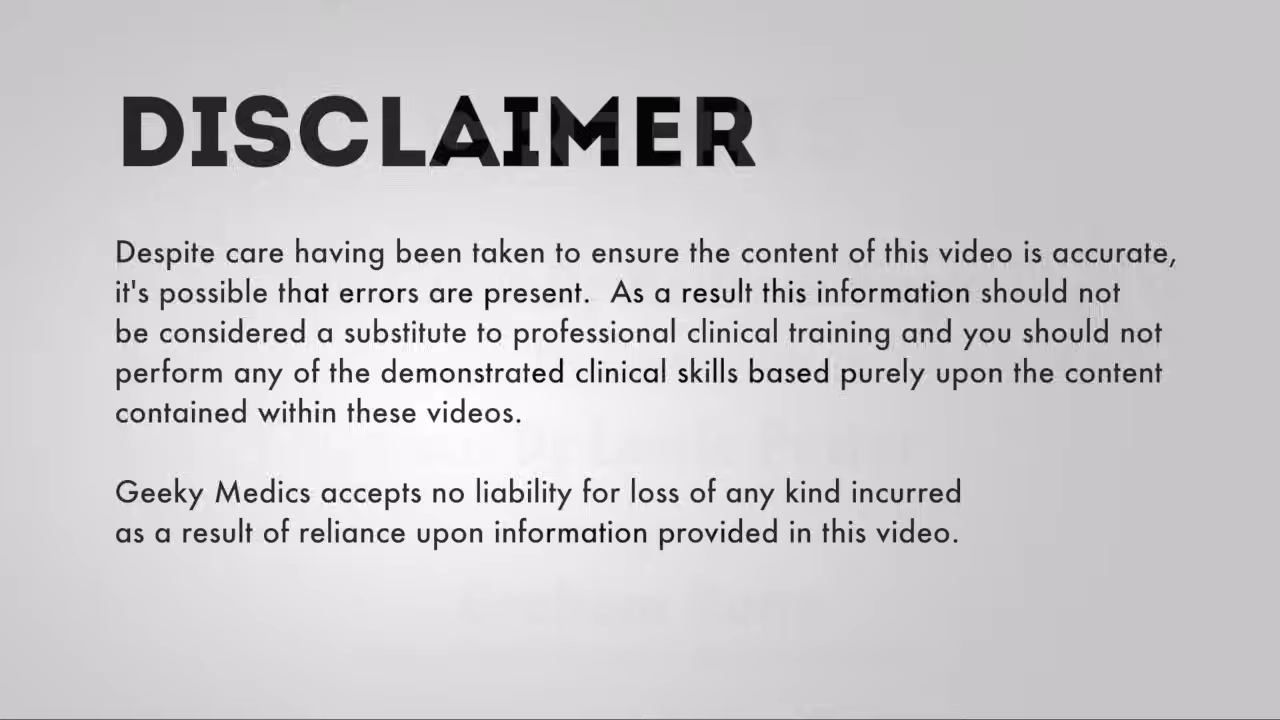 DISCLAIMER
Despite care having been taken to ensure the content of this video is accurate,
it's possible that errors are present.  As a result this information should not
be considered a substitute to professional clinical training and you should not
perform any of the demonstrated clinical skills based purely upon the content
contained within these videos.
Geeky Medics accepts no liability for loss of any kind incurred
as a result of reliance upon information provided in this video.